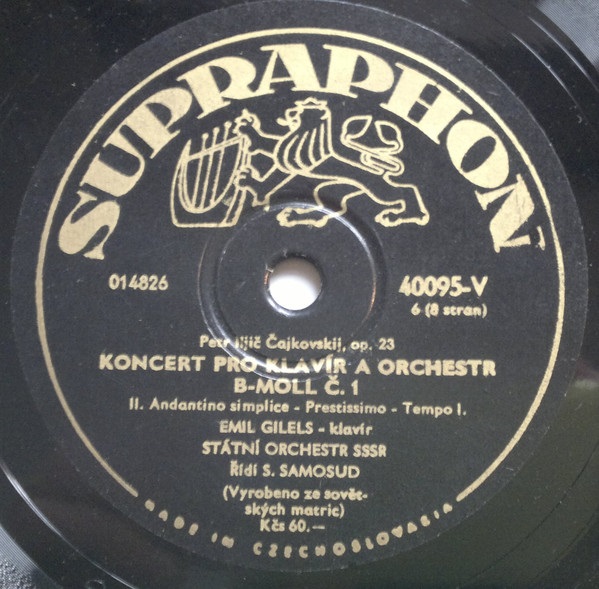 SUPRAPHON
014826
40095-V
6 (8 stran)
Petr Iljič Čajkovskij, op. 23
KONCERT PRO KLAVÍR A ORCHESTR
B-MOLL Č. 1
II. Andantino simplice - Prestissimo - Tempo I.
EMIL GILELS - klavír
STÁTNÍ ORCHESTR SSSR
Řídí S. SAMOSUD
(Vyrobeno ze sovět-
ských matric)
Kčs 60.—
MADE IN CZECHOSLOVAKIA